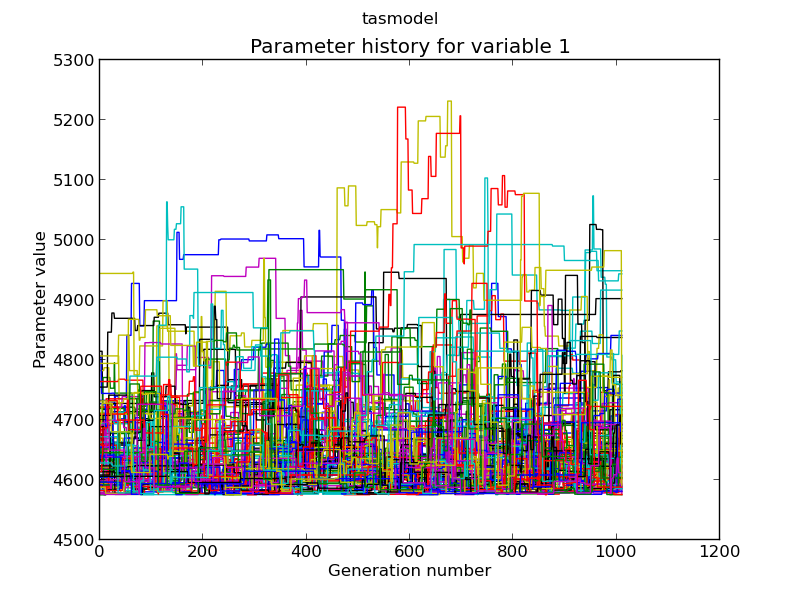 tasmodel
Parameter history for variable 1
5300
5200
5100
5000
4900
4800
4700
4600
4500
Parameter value
0 200 400 600 800 1000 1200
Generation number